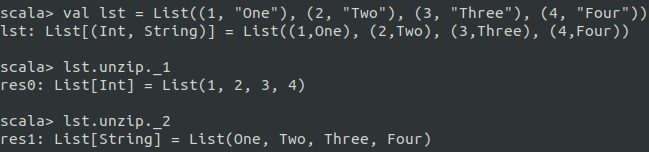 scala> val lst = List((1, "One"), (2, "Two"), (3, "Three"), (4, "Four"))
lst: List[(Int, String)] = List((1,One), (2,Two), (3,Three), (4,Four))
scala> lst.unzip._1
res0: List[Int] = List(1, 2, 3, 4)
scala> lst.unzip._2
res1: List[String] = List(One, Two, Three, Four)